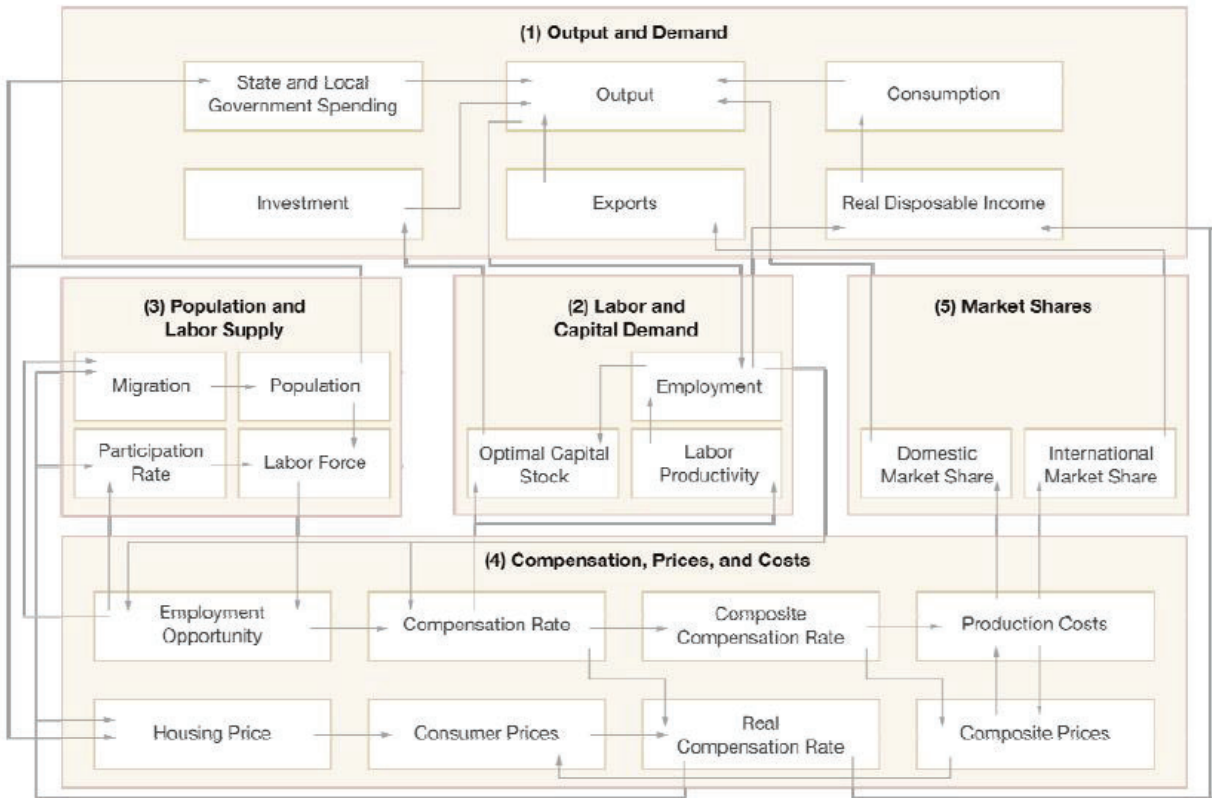 (1) Output and Demand
State and Local
Government Spending
Output
Consumption
Investment
Exports
Real Disposable Income
(3) Population and
Labor Supply
Migration
Population
Participation
Rate
Labor Force
(2) Labor and
Capital Demand
Employment
Optimal Capital
Stock
Labor
Productivity
(5) Market Shares
Domestic
Market Share
International
Market Share
(4) Compensation, Prices, and Costs
Employment
Opportunity
Compensation Rate
Composite
Compensation Rate
Production Costs
Housing Price
Consumer Prices
Real
Compensation Rate
Composite Prices